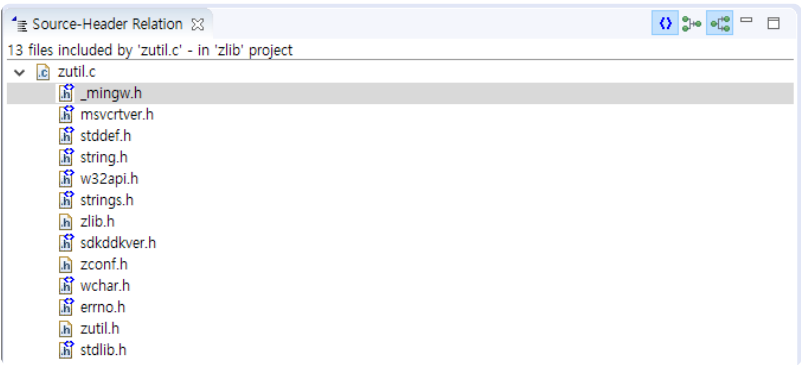 Source-Header Relation
13 files included by 'zutil.c' - in 'zlib' project
zutil.c
_mingw.h
msvcrtver.h
stddef.h
string.h
w32api.h
strings.h
zlib.h
sdkddkver.h
zconf.h
wchar.h
errno.h
zutil.h
stdlib.h